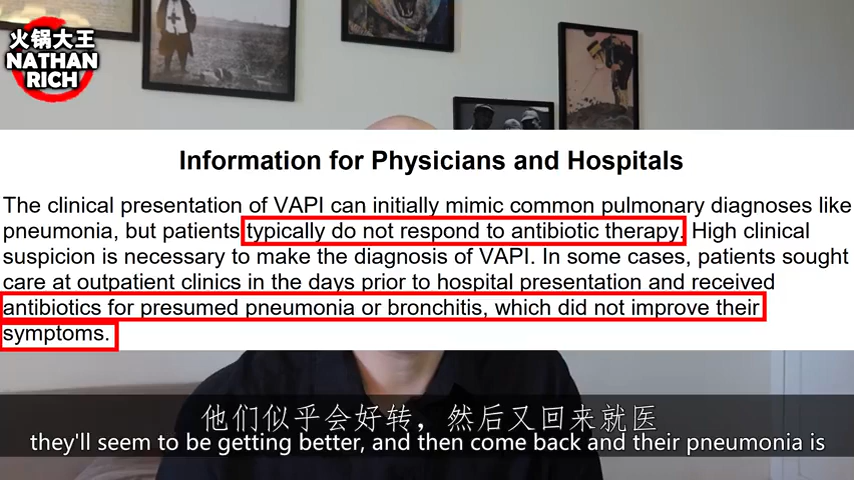 火锅大王
NATHAN
RICH
Information for Physicians and Hospitals
The clinical presentation of VAPI can initially mimic common pulmonary diagnoses like
pneumonia, but patients typically do not respond to antibiotic therapy. High clinical
suspicion is necessary to make the diagnosis of VAPI. In some cases, patients sought
care at outpatient clinics in the days prior to hospital presentation and received
antibiotics for presumed pneumonia or bronchitis, which did not improve their
symptoms.
他们似乎会好转，然后又回来就医
they'll seem to be getting better, and then come back and their pneumonia is